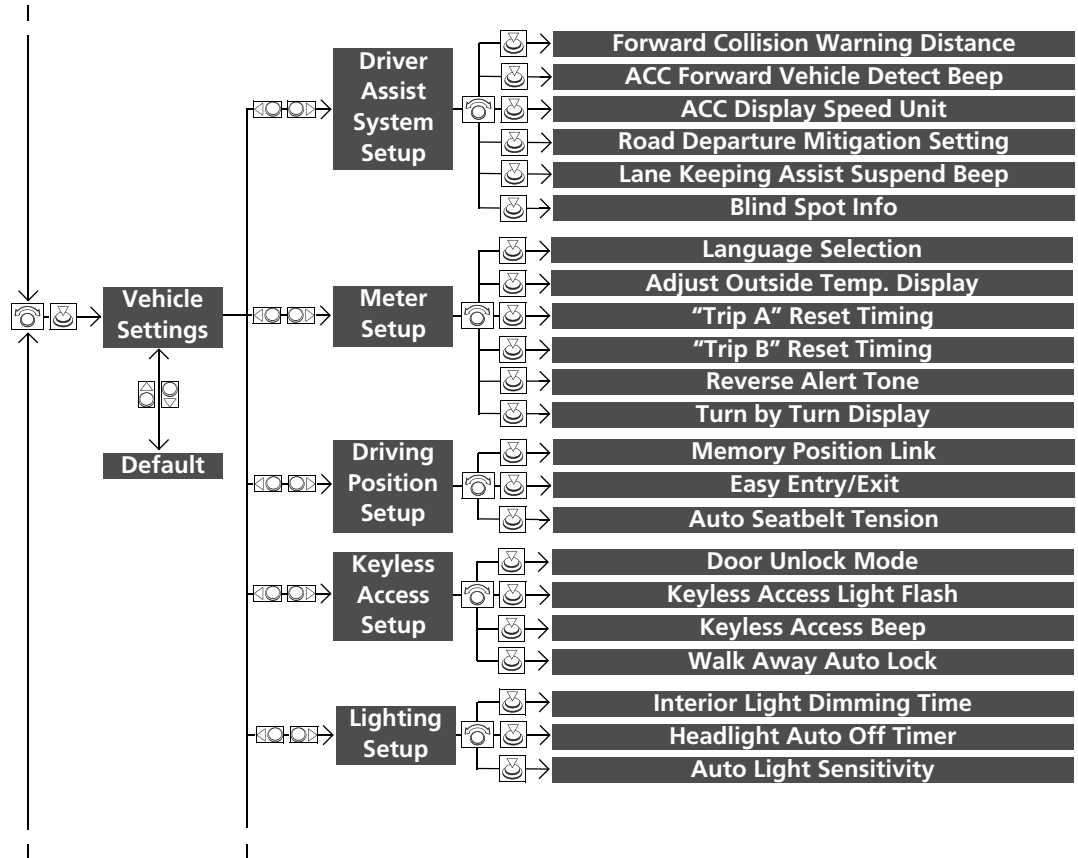 Driver
Assist
System
Setup
Forward Collision Warning Distance
ACC Forward Vehicle Detect Beep
ACC Display Speed Unit
Road Departure Mitigation Setting
Lane Keeping Assist Suspend Beep
Blind Spot Info
Vehicle
Settings
Default
Meter
Setup
Language Selection
Adjust Outside Temp. Display
“Trip A” Reset Timing
“Trip B” Reset Timing
Reverse Alert Tone
Turn by Turn Display
Driving
Position
Setup
Memory Position Link
Easy Entry/Exit
Auto Seatbelt Tension
Keyless
Access
Setup
Door Unlock Mode
Keyless Access Light Flash
Keyless Access Beep
Walk Away Auto Lock
Lighting
Setup
Interior Light Dimming Time
Headlight Auto Off Timer
Auto Light Sensitivity